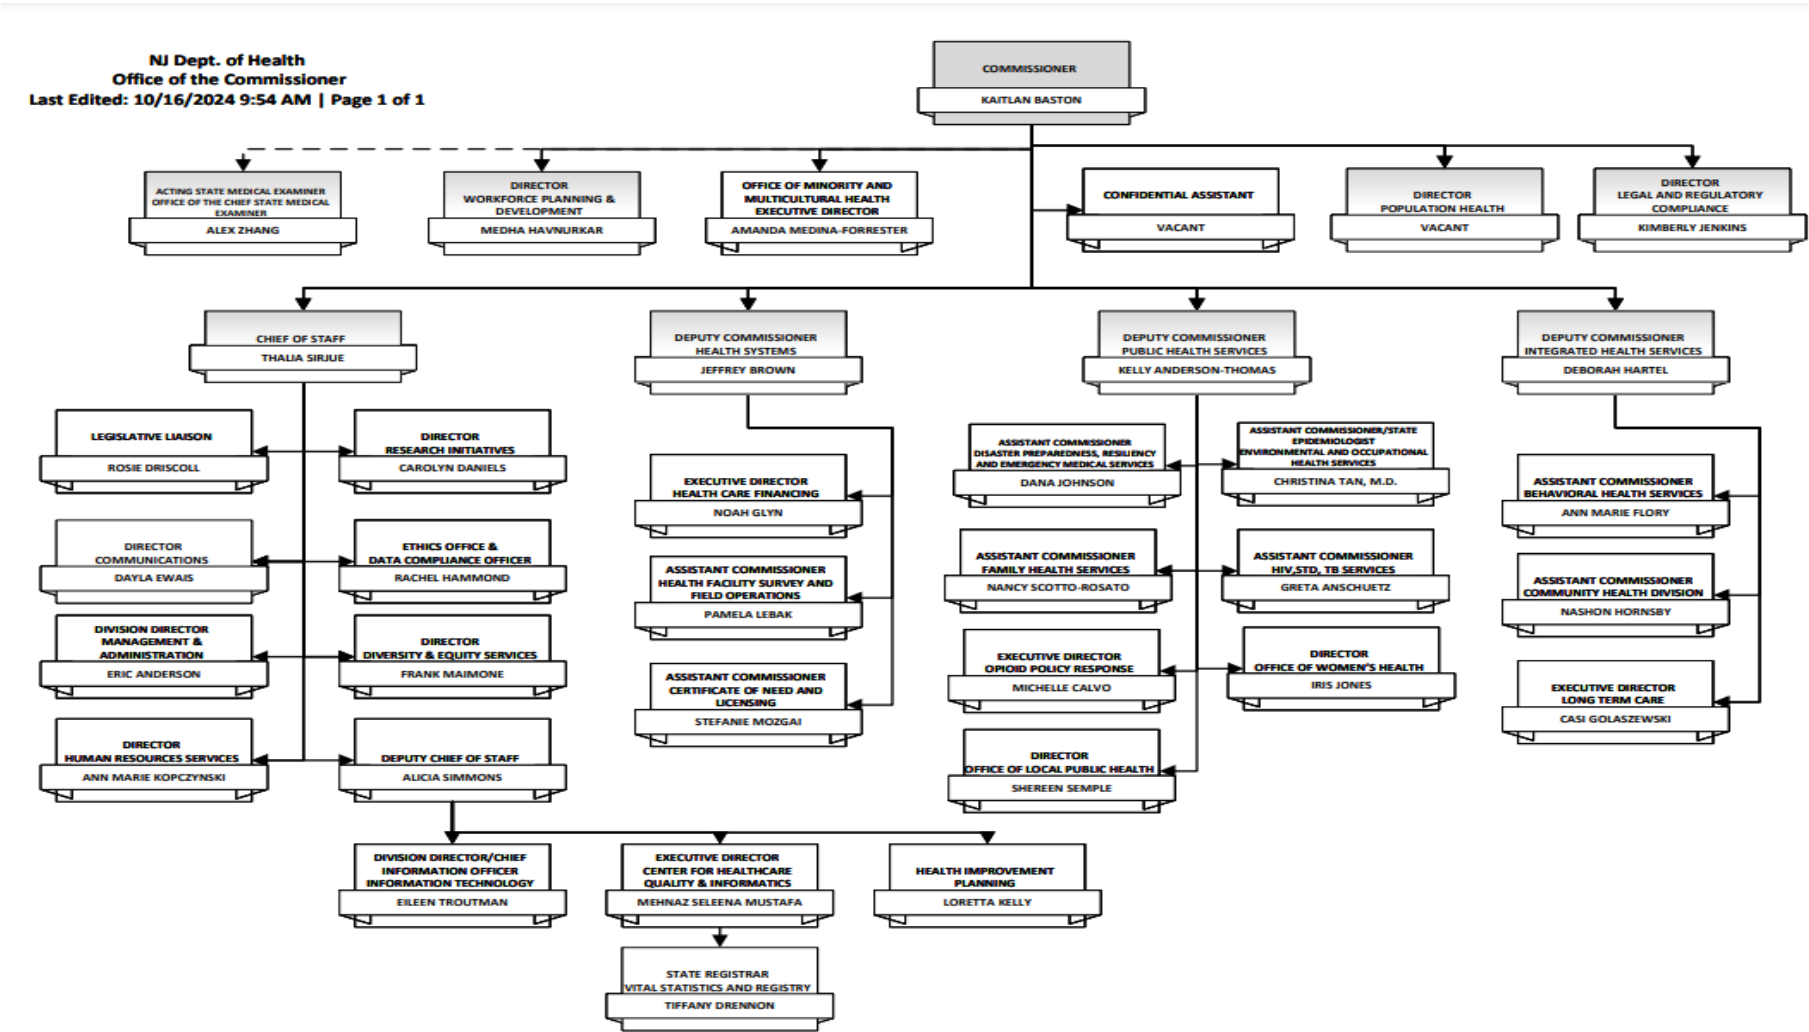 NJ Dept. of Health
Office of the Commissioner
Last Edited: 10/16/2024 9:54 AM | Page 1 of 1
COMMISSIONER
KAITLAN BASTON
ACTING STATE MEDICAL EXAMINER
OFFICE OF THE CHIEF STATE MEDICAL
EXAMINER
ALEX ZHANG
DIRECTOR
WORKFORCE PLANNING &
DEVELOPMENT
MEDHA HAVNURKAR
OFFICE OF MINORITY AND
MULTICULTURAL HEALTH
EXECUTIVE DIRECTOR
AMANDA MEDINA-FORRESTER
CONFIDENTIAL ASSISTANT
VACANT
DIRECTOR
POPULATION HEALTH
VACANT
DIRECTOR
LEGAL AND REGULATORY
COMPLIANCE
KIMBERLY JENKINS
CHIEF OF STAFF
THALIA SIRJUE
DEPUTY COMMISSIONER
HEALTH SYSTEMS
JEFFREY BROWN
DEPUTY COMMISSIONER
PUBLIC HEALTH SERVICES
KELLY ANDERSON-THOMAS
DEPUTY COMMISSIONER
INTEGRATED HEALTH SERVICES
DEBORAH HARTEL
LEGISLATIVE LIAISON
ROSIE DRISCOLL
DIRECTOR
RESEARCH INITIATIVES
CAROLYN DANIELS
DIRECTOR
COMMUNICATIONS
DAYLA EWAIS
ETHICS OFFICE &
DATA COMPLIANCE OFFICER
RACHEL HAMMOND
DIVISION DIRECTOR
MANAGEMENT &
ADMINISTRATION
ERIC ANDERSON
DIRECTOR
DIVERSITY & EQUITY SERVICES
FRANK MAIMONE
DIRECTOR
HUMAN RESOURCES SERVICES
ANN MARIE KOPCZYNSKI
DEPUTY CHIEF OF STAFF
ALICIA SIMMONS
EXECUTIVE DIRECTOR
HEALTH CARE FINANCING
NOAH GLYN
ASSISTANT COMMISSIONER
HEALTH FACILITY SURVEY AND
FIELD OPERATIONS
PAMELA LEBAK
ASSISTANT COMMISSIONER
CERTIFICATE OF NEED AND
LICENSING
STEFANIE MOZGAI
ASSISTANT COMMISSIONER
DISASTER PREPAREDNESS, RESILIENCY
AND EMERGENCY MEDICAL SERVICES
DANA JOHNSON
ASSISTANT COMMISSIONER/STATE
EPIDEMIOLOGIST
ENVIRONMENTAL AND OCCUPATIONAL
HEALTH SERVICES
CHRISTINA TAN, M.D.
ASSISTANT COMMISSIONER
FAMILY HEALTH SERVICES
NANCY SCOTTO-ROSATO
ASSISTANT COMMISSIONER
HIV,STD, TB SERVICES
GRETA ANSCHUETZ
EXECUTIVE DIRECTOR
OPIOID POLICY RESPONSE
MICHELLE CALVO
DIRECTOR
OFFICE OF WOMEN'S HEALTH
IRIS JONES
DIRECTOR
OFFICE OF LOCAL PUBLIC HEALTH
SHEREEN SEMPLE
ASSISTANT COMMISSIONER
BEHAVIORAL HEALTH SERVICES
ANN MARIE FLORY
ASSISTANT COMMISSIONER
COMMUNITY HEALTH DIVISION
NASHON HORNSBY
EXECUTIVE DIRECTOR
LONG TERM CARE
CASI GOLASZEWSKI
DIVISION DIRECTOR/CHIEF
INFORMATION OFFICER
INFORMATION TECHNOLOGY
EILEEN TROUTMAN
EXECUTIVE DIRECTOR
CENTER FOR HEALTHCARE
QUALITY & INFORMATICS
MEHNAZ SELEENA MUSTAFA
HEALTH IMPROVEMENT
PLANNING
LORETTA KELLY
STATE REGISTRAR
VITAL STATISTICS AND REGISTRY
TIFFANY DRENNON